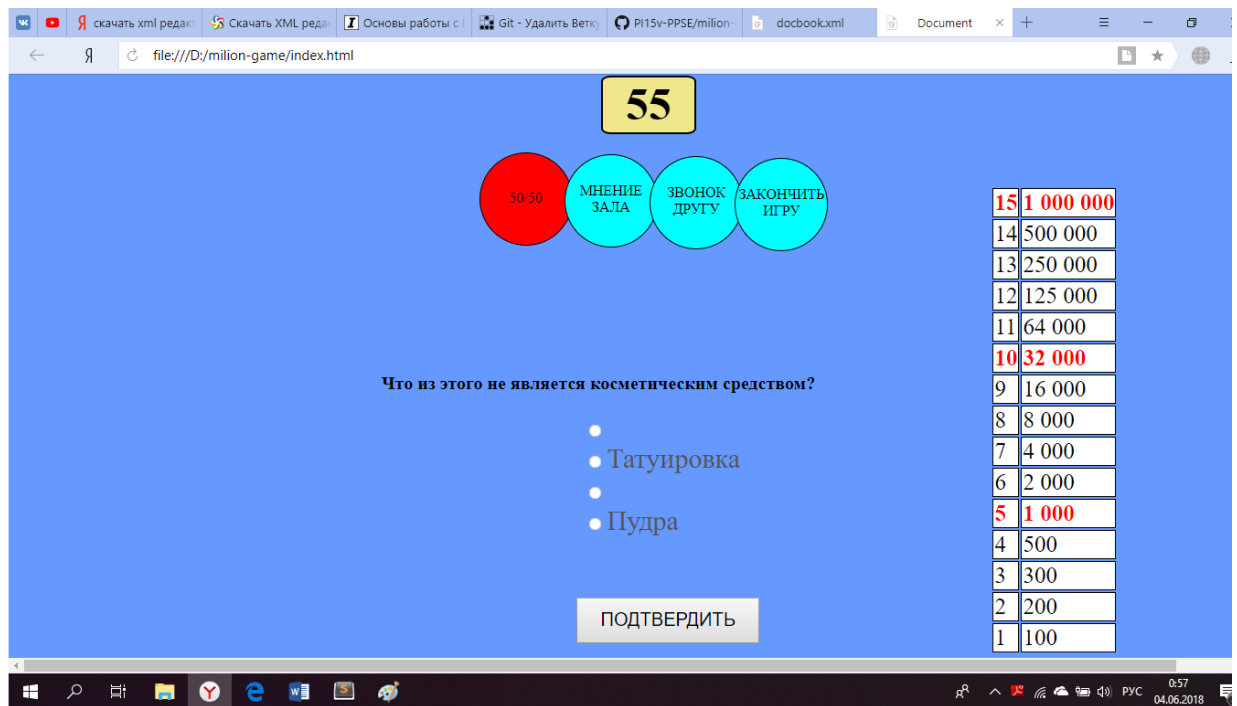 скачать xml редакт
Скачать XML редак
Основы работы с
Git - Удалить Ветку
PI15v-PPSE/milion-
docbook.xml
Document
Я
file:///D:/milion-game/index.html
55
50/50
МНЕНИЕ
ЗАЛА
ЗВОНОК
ДРУГУ
ЗАКОНЧИТЬ
ИГРУ
15 1 000 000
14 500 000
13 250 000
12 125 000
11 64 000
10 32 000
9 16 000
8 8 000
7 4 000
6 2 000
5 1 000
4 500
3 300
2 200
1 100
Что из этого не является косметическим средством?
Татуировка
Пудра
ПОДТВЕРДИТЬ
РУС
0:57
04.06.2018